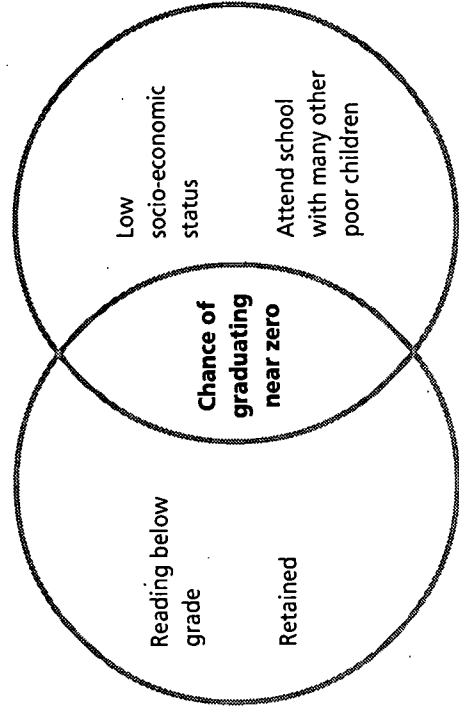 Reading below
grade
Retained
Chance of
graduating
near zero
Low
socio-economic
status
Attend school
with many other
poor children